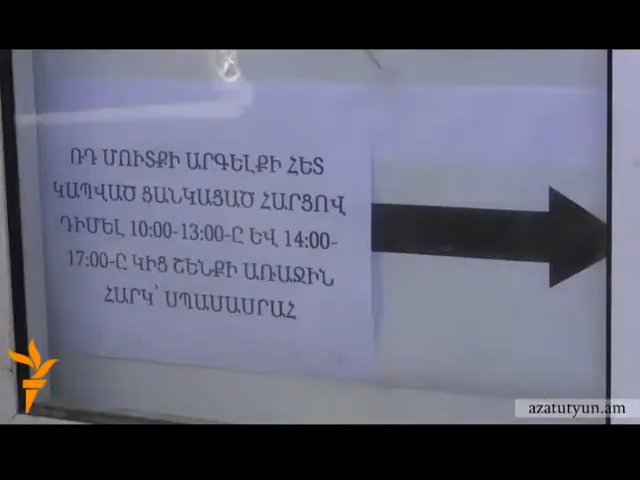 ՌԴ ՄՈՒՏՔԻ ԱՐԳԵԼՔԻ ՀԵՏ
ԿԱՊՎԱԾ ՑԱՆԿԱՑԱԾ ՀԱՐՑՈՎ
ԴԻՄԵԼ 10:00-13:00-Ը ԵՎ 14:00-
17:00-Ը ԿԻՑ ՇԵՆՔԻ ԱՌԱՋԻՆ
ՀԱՐԿ՝ ՍՊԱՍԱՍՐԱՀ
azatutyun.am